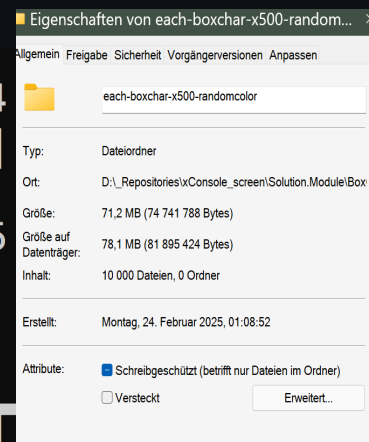 Eigenschaften von each-boxchar-x500-random...
Allgemein Freigabe Sicherheit Vorgängerversionen Anpassen
each-boxchar-x500-randomcolor
Typ: Dateiordner
Ort: D:\_Repositories\xConsole_screen\Solution.Module\Box
Größe: 71,2 MB (74 741 788 Bytes)
Größe auf
Datenträger: 78,1 MB (81 895 424 Bytes)
Inhalt: 10 000 Dateien, 0 Ordner
Erstellt: Montag, 24. Februar 2025, 01:08:52
Attribute: Schreibgeschützt (betrifft nur Dateien im Ordner)
Versteckt Erweitert...